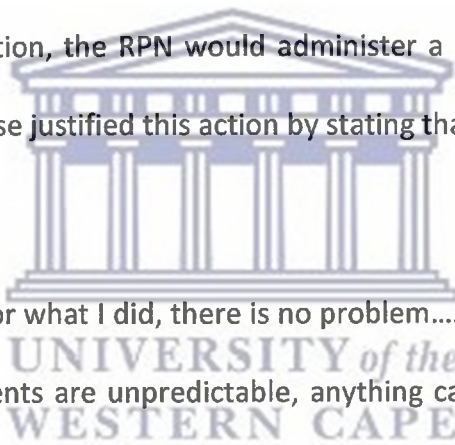 tion, the RPN would administer a
se justified this action by stating tha
or what I did, there is no problem....
UNIVERSITY of the
ents are unpredictable, anything ca
WESTERN CAPE